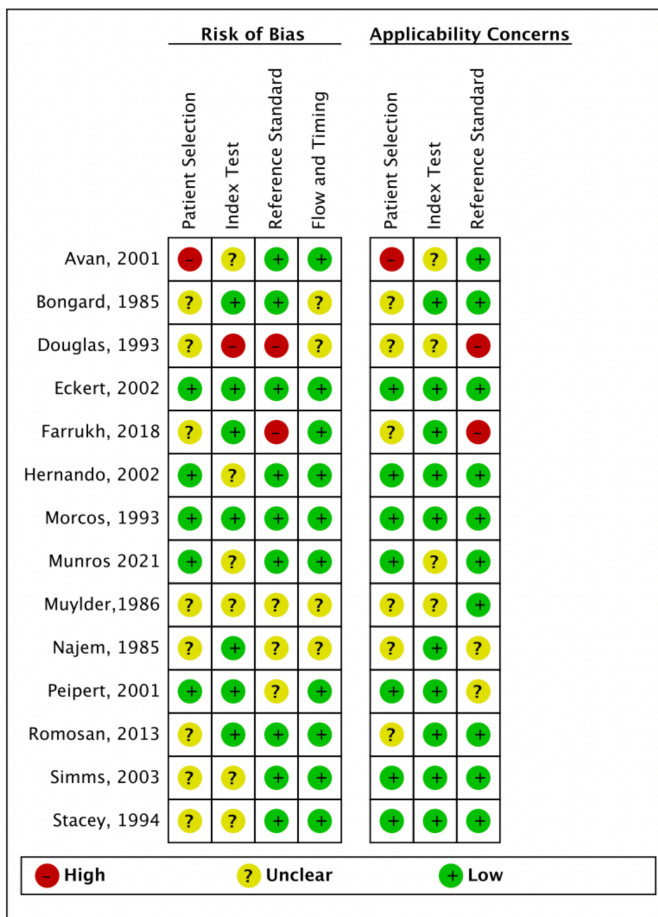 Risk of Bias Applicability Concerns
Patient Selection Index Test Reference Standard Flow and Timing Patient Selection Index Test Reference Standard
Avan, 2001 - ? + + - ? +
Bongard, 1985 ? + + ? ? + +
Douglas, 1993 ? - - ? ? ? -
Eckert, 2002 + + + + + + +
Farrukh, 2018 ? + - + ? + -
Hernando, 2002 + ? + + + + +
Morcos, 1993 + + + + + + +
Munros 2021 + ? + + + ? +
Muylder,1986 ? ? ? ? ? ? +
Najem, 1985 ? + ? ? ? + ?
Peipert, 2001 + + ? + + + ?
Romosan, 2013 ? + + + ? + +
Simms, 2003 ? ? + + + + +
Stacey, 1994 ? ? + + + + +
- High ? Unclear + Low